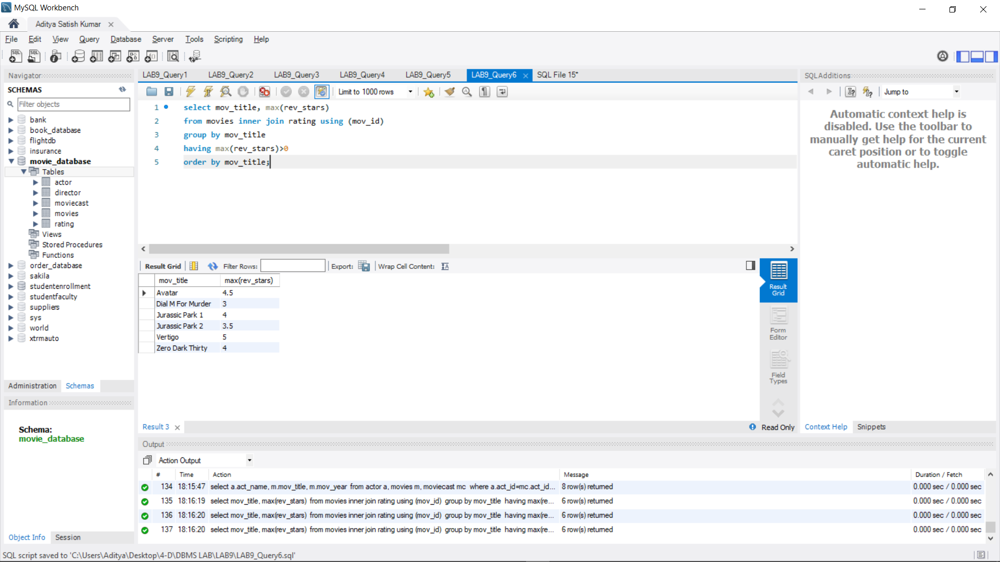 MySQL Workbench
Aditya Satish Kumar
File Edit View Query Database Server Tools Scripting Help
Navigator
SCHEMAS
Filter objects
bank
book_database
flightdb
insurance
movie_database
Tables
actor
director
moviecast
movies
rating
Views
Stored Procedures
Functions
order_database
sakila
studentenrollment
studentfaculty
suppliers
sys
world
xtrmauto
Administration Schemas
Information
Schema:
movie_database
Object Info Session
LAB9_Query1 LAB9_Query2 LAB9_Query3 LAB9_Query4 LAB9_Query5 LAB9_Query6 SQL File 15*
Limit to 1000 rows
1 select mov_title, max(rev_stars)
2 from movies inner join rating using (mov_id)
3 group by mov_title
4 having max(rev_stars)>0
5 order by mov_title;
Result Grid Filter Rows: Export: Wrap Cell Content:
mov_title max(rev_stars)
Avatar 4.5
Dial M For Murder 3
Jurassic Park 1 4
Jurassic Park 2 3.5
Vertigo 5
Zero Dark Thirty 4
Result
Grid
Form
Editor
Field
Types
Result 3 Read Only
SQLAdditions
Jump to
Automatic context help is
disabled. Use the toolbar to
manually get help for the current
caret position or to toggle
automatic help.
Context Help Snippets
Output
Action Output
# Time Action Message Duration / Fetch
134 18:15:47 select a.act_name, m.mov_title, m.mov_year from actor a, movies m, moviecast mc where a.act_id=mc.act_id... 8 row(s) returned 0.000 sec / 0.000 sec
135 18:16:19 select mov_title, max(rev_stars) from movies inner join rating using (mov_id) group by mov_title having max(re... 6 row(s) returned 0.000 sec / 0.000 sec
136 18:16:20 select mov_title, max(rev_stars) from movies inner join rating using (mov_id) group by mov_title having max(re... 6 row(s) returned 0.000 sec / 0.000 sec
137 18:16:20 select mov_title, max(rev_stars) from movies inner join rating using (mov_id) group by mov_title having max(re... 6 row(s) returned 0.000 sec / 0.000 sec
SQL script saved to 'C:\Users\Aditya\Desktop\4-D\DBMS LAB\LAB9\LAB9_Query6.sql'